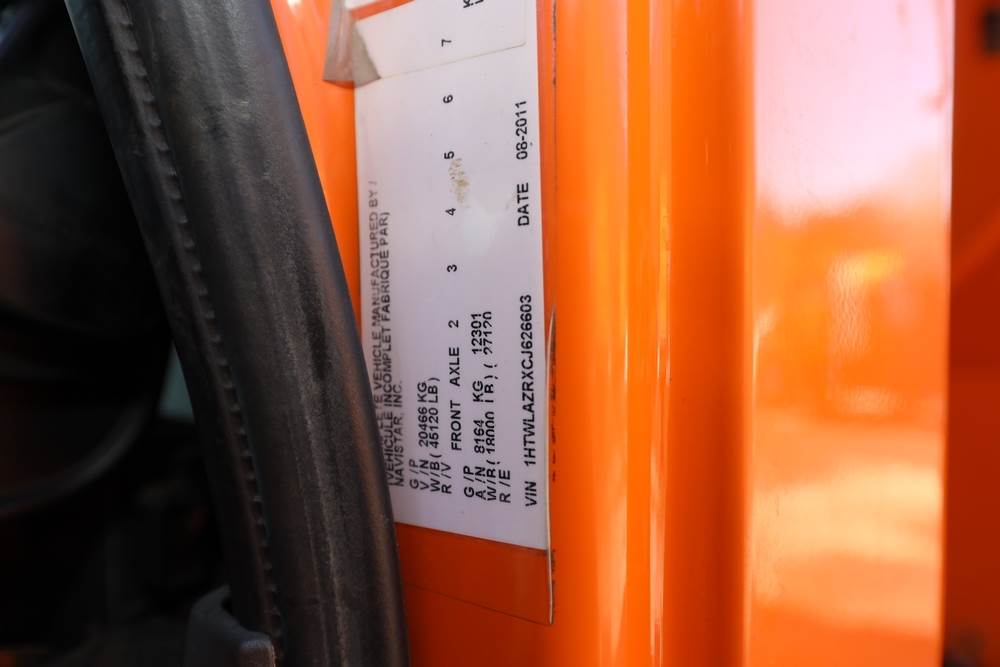 VEHICLE MANUFACTURED BY /
VEHICULE INCOMPLET FABRIQUE PAR)
NAVISTAR, INC.
G/P
V/N 20466 KG
W/B ( 45120 LB )
R/V FRONT AXLE 2 3 4 5 6 7
G/P
A/N 8164 KG 12301
W/R ( 18000 LB ) ( 27120
R/E
VIN 1HTWLAZRXCJ626603 DATE 08-2011